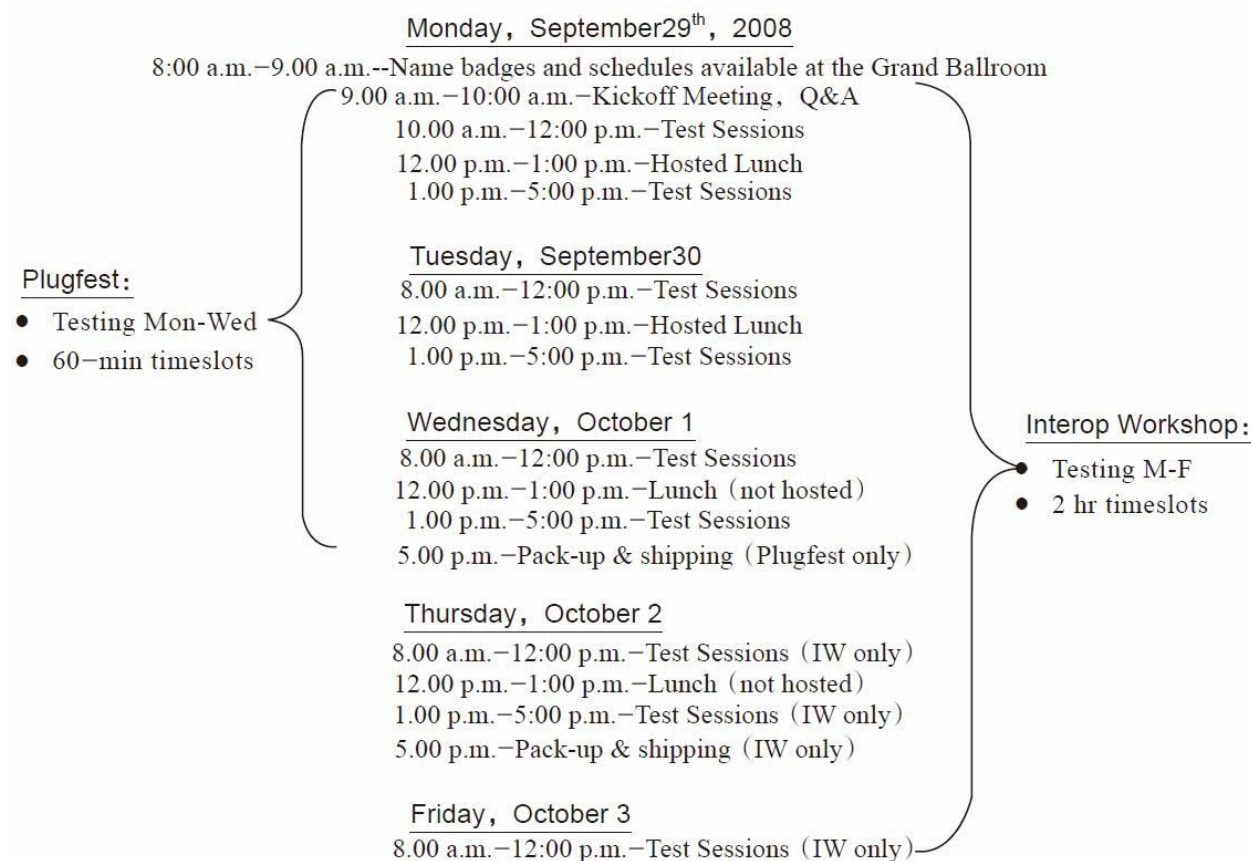 Monday, September29th, 2008
8:00 a.m.−9.00 a.m.--Name badges and schedules available at the Grand Ballroom
9.00 a.m.−10:00 a.m.−Kickoff Meeting, Q&A
10.00 a.m.−12:00 p.m.−Test Sessions
12.00 p.m.−1:00 p.m.−Hosted Lunch
1.00 p.m.−5:00 p.m.−Test Sessions
Tuesday, September30
8.00 a.m.−12:00 p.m.−Test Sessions
12.00 p.m.−1:00 p.m.−Hosted Lunch
1.00 p.m.−5:00 p.m.−Test Sessions
Plugfest:
● Testing Mon-Wed
● 60−min timeslots
Wednesday, October 1
8.00 a.m.−12:00 p.m.−Test Sessions
12.00 p.m.−1:00 p.m.−Lunch (not hosted)
1.00 p.m.−5:00 p.m.−Test Sessions
5.00 p.m.−Pack-up & shipping (Plugfest only)
Interop Workshop:
● Testing M-F
● 2 hr timeslots
Thursday, October 2
8.00 a.m.−12:00 p.m.−Test Sessions (IW only)
12.00 p.m.−1:00 p.m.−Lunch (not hosted)
1.00 p.m.−5:00 p.m.−Test Sessions (IW only)
5.00 p.m.−Pack-up & shipping (IW only)
Friday, October 3
8.00 a.m.−12:00 p.m.−Test Sessions (IW only)